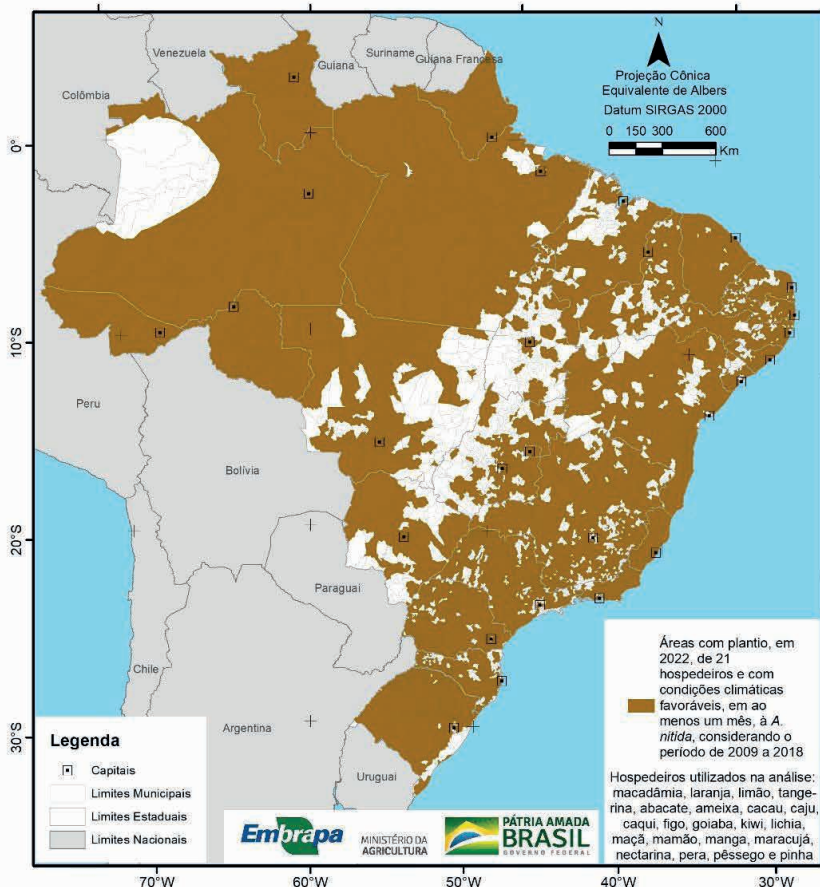 Venezuela
Suriname
Guiana
Guiana Francesa
Colômbia
N
Projeção Cônica
Equivalente de Albers
Datum SIRGAS 2000
0 150 300 600
Km
0°
10°S
20°S
30°S
Peru
Bolívia
Paraguai
Chile
Argentina
Uruguai
Legenda
Capitais
Limites Municipais
Limites Estaduais
Limites Nacionais
Embrapa
MINISTÉRIO DA
AGRICULTURA
PÁTRIA AMADA
BRASIL
GOVERNO FEDERAL
Áreas com plantio, em
2022, de 21
hospedeiros e com
condições climáticas
favoráveis, em ao
menos um mês, à A.
nitida, considerando o
período de 2009 a 2018
Hospedeiros utilizados na análise:
macadâmia, laranja, limão, tange-
rina, abacate, ameixa, cacau, caju,
caqui, figo, goiaba, kiwi, lichia,
maçã, mamão, manga, maracujá,
nectarina, pera, pêssego e pinha
70°W 60°W 50°W 40°W 30°W